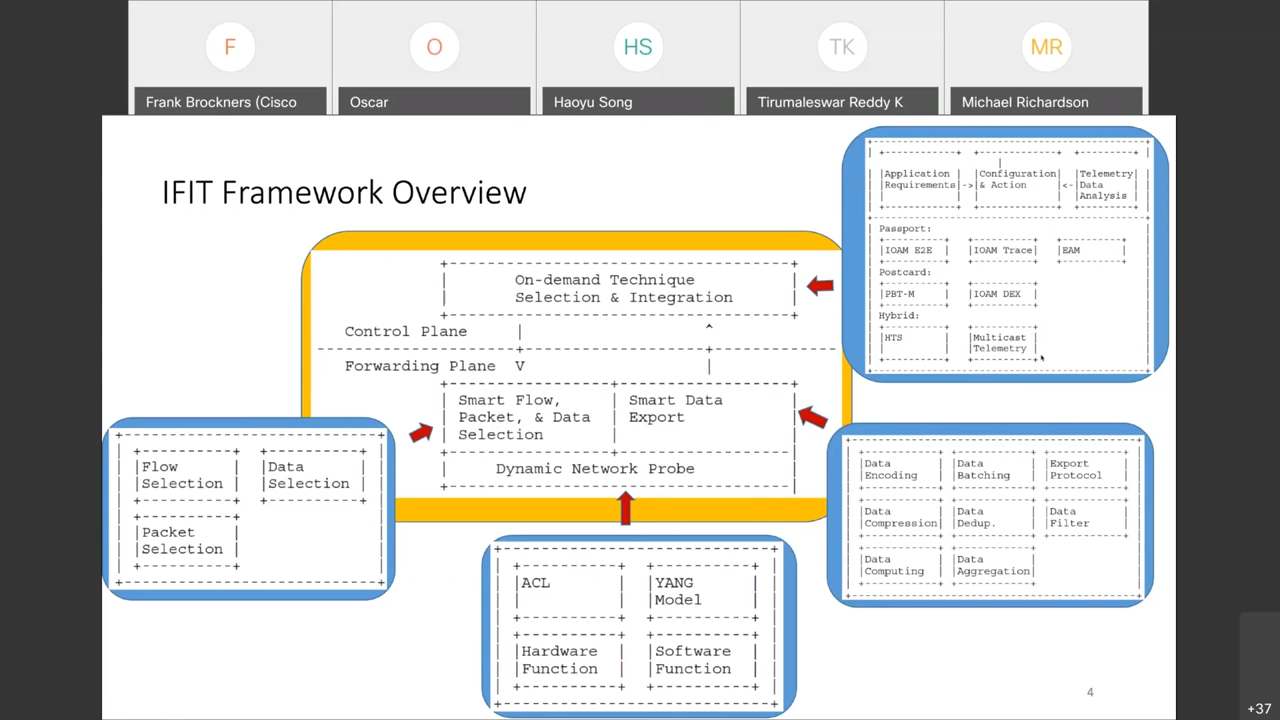 F
O
HS
TK
MR
Frank Brockners (Cisco
Oscar
Haoyu Song
Tirumaleswar Reddy K
Michael Richardson
IFIT Framework Overview
On-demand Technique
Selection & Integration
Control Plane
Forwarding Plane V
Smart Flow,
Packet, & Data
Selection
Smart Data
Export
Dynamic Network Probe
Application
Requirements
Configuration
& Action
Telemetry
Data
Analysis
Passport:
IOAM E2E
IOAM Trace
EAM
Postcard:
PBT-M
IOAM DEX
Hybrid:
HTS
Multicast
Telemetry
Flow
Selection
Data
Selection
Packet
Selection
Data
Encoding
Data
Batching
Export
Protocol
Data
Compression
Data
Dedup.
Data
Filter
Data
Computing
Data
Aggregation
ACL
YANG
Model
Hardware
Function
Software
Function
4
+37